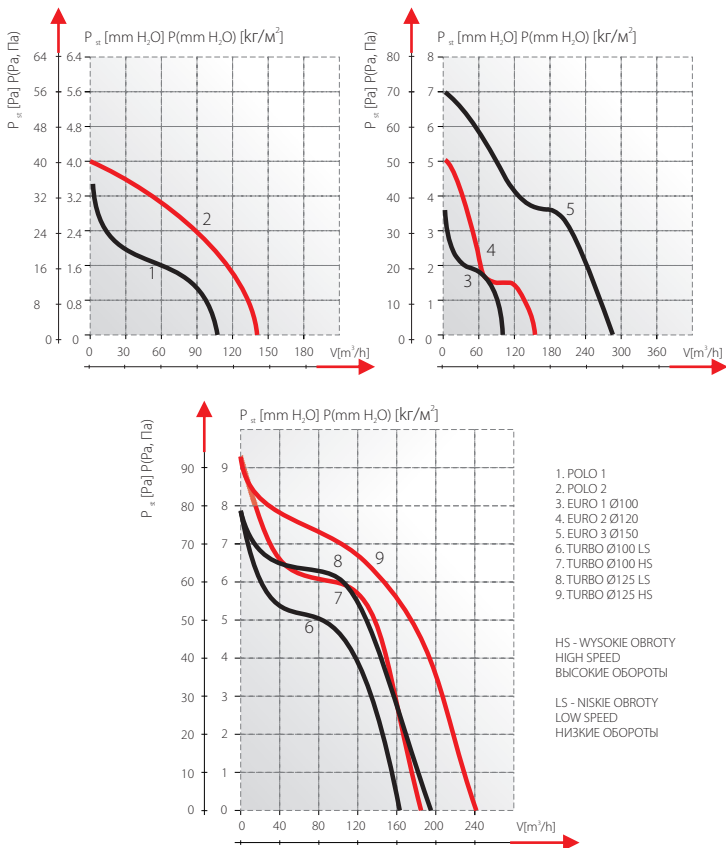 P st [mm H₂O] P(mm H₂O) [кг/м²]
P st [Pa] P(Pa, Па)
64 6.4
56 5.6
48 4.8
40 4.0
32 3.2
24 2.4
16 1.6
8 0.8
0 0
1
2
0 30 60 90 120 150 180 V[m³/h]
P st [mm H₂O] P(mm H₂O) [кг/м²]
P st [Pa] P(Pa, Па)
80 8
70 7
60 6
50 5
40 4
30 3
20 2
10 1
0 0
5
4
3
0 60 120 180 240 300 360 V[m³/h]
P st [mm H₂O] P(mm H₂O) [кг/м²]
P st [Pa] P(Pa, Па)
90 9
80 8
70 7
60 6
50 5
40 4
30 3
20 2
10 1
0 0
8
9
7
6
0 40 80 120 160 200 240 V[m³/h]
1. POLO 1
2. POLO 2
3. EURO 1 Ø100
4. EURO 2 Ø120
5. EURO 3 Ø150
6. TURBO Ø100 LS
7. TURBO Ø100 HS
8. TURBO Ø125 LS
9. TURBO Ø125 HS
HS - WYSOKIE OBROTY
HIGH SPEED
ВЫСОКИЕ ОБОРОТЫ
LS - NISKIE OBROTY
LOW SPEED
НИЗКИЕ ОБОРОТЫ